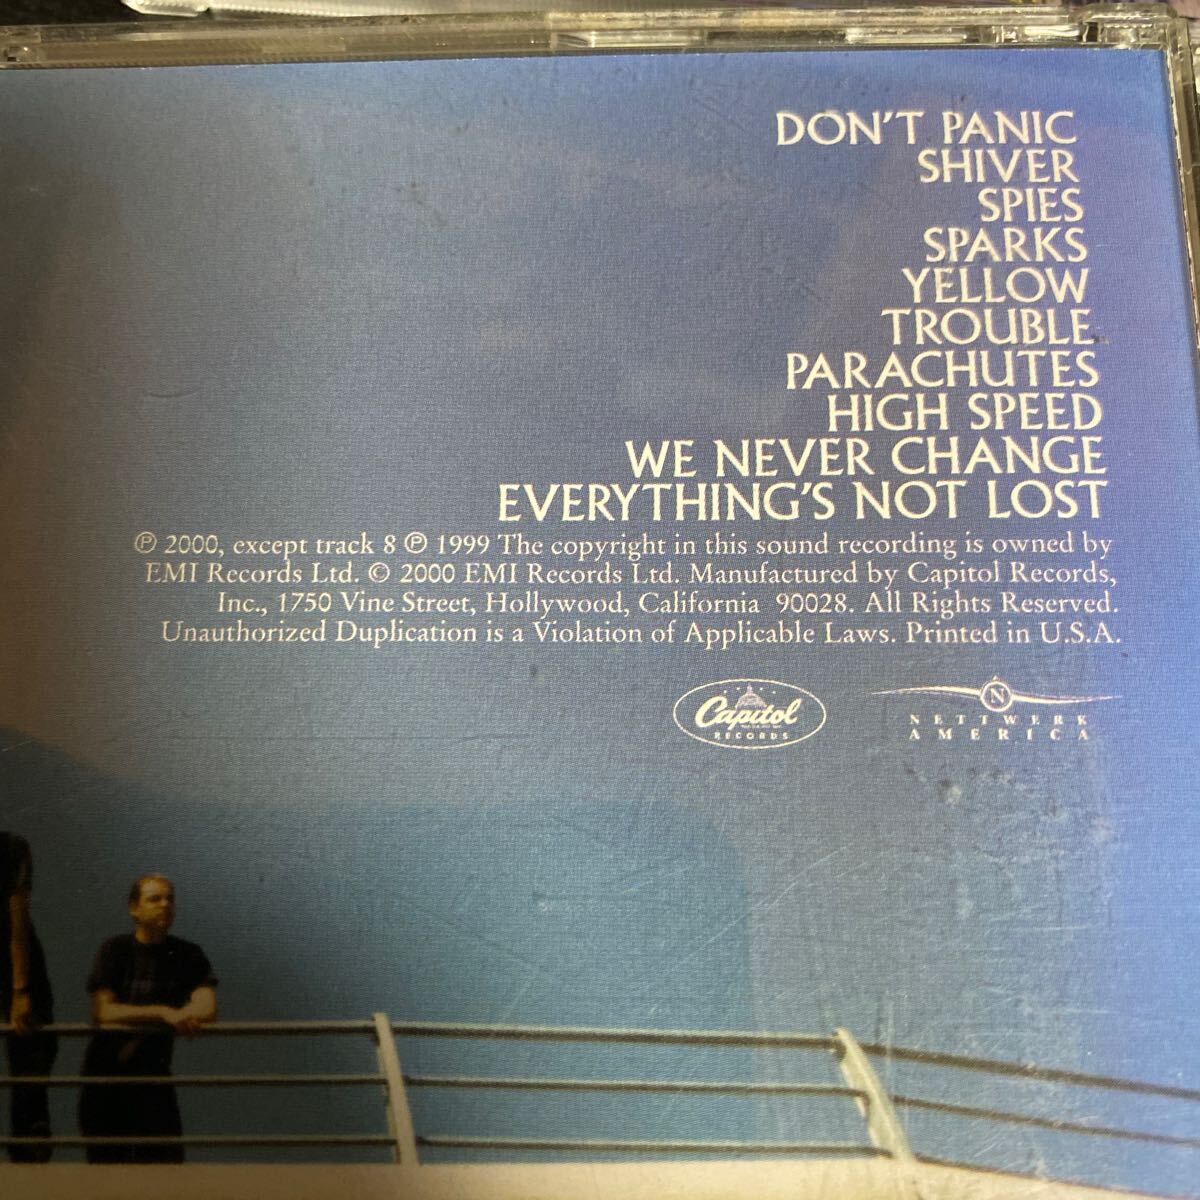 DON'T PANIC
SHIVER
SPIES
SPARKS
YELLOW
TROUBLE
PARACHUTES
HIGH SPEED
WE NEVER CHANGE
EVERYTHING'S NOT LOST
℗ 2000, except track 8 ℗ 1999 The copyright in this sound recording is owned by
EMI Records Ltd. © 2000 EMI Records Ltd. Manufactured by Capitol Records,
Inc., 1750 Vine Street, Hollywood, California 90028. All Rights Reserved.
Unauthorized Duplication is a Violation of Applicable Laws. Printed in U.S.A.
Capitol
RECORDS
N
NETTWERK
AMERICA